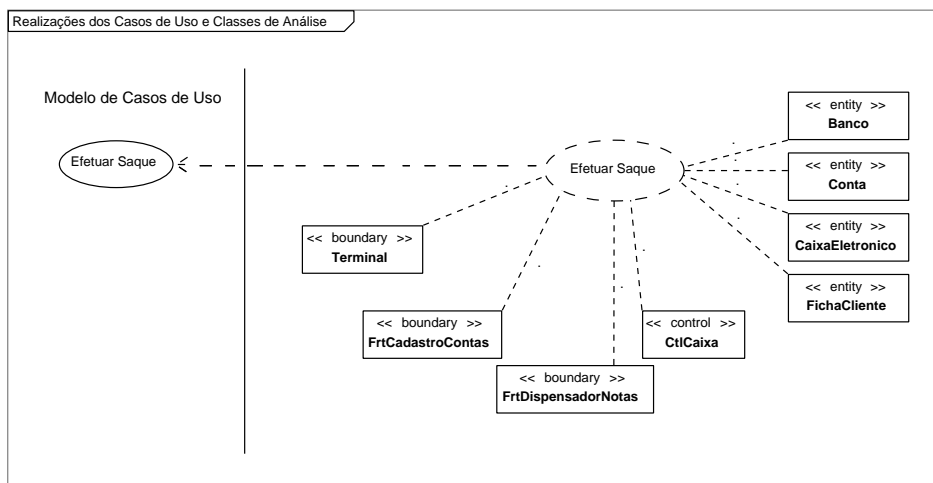 Realizações dos Casos de Uso e Classes de Análise
Modelo de Casos de Uso
Efetuar Saque
Efetuar Saque
<< entity >>
Banco
<< entity >>
Conta
<< entity >>
CaixaEletronico
<< entity >>
FichaCliente
<< boundary >>
Terminal
<< boundary >>
FrtCadastroContas
<< control >>
CtlCaixa
<< boundary >>
FrtDispensadorNotas